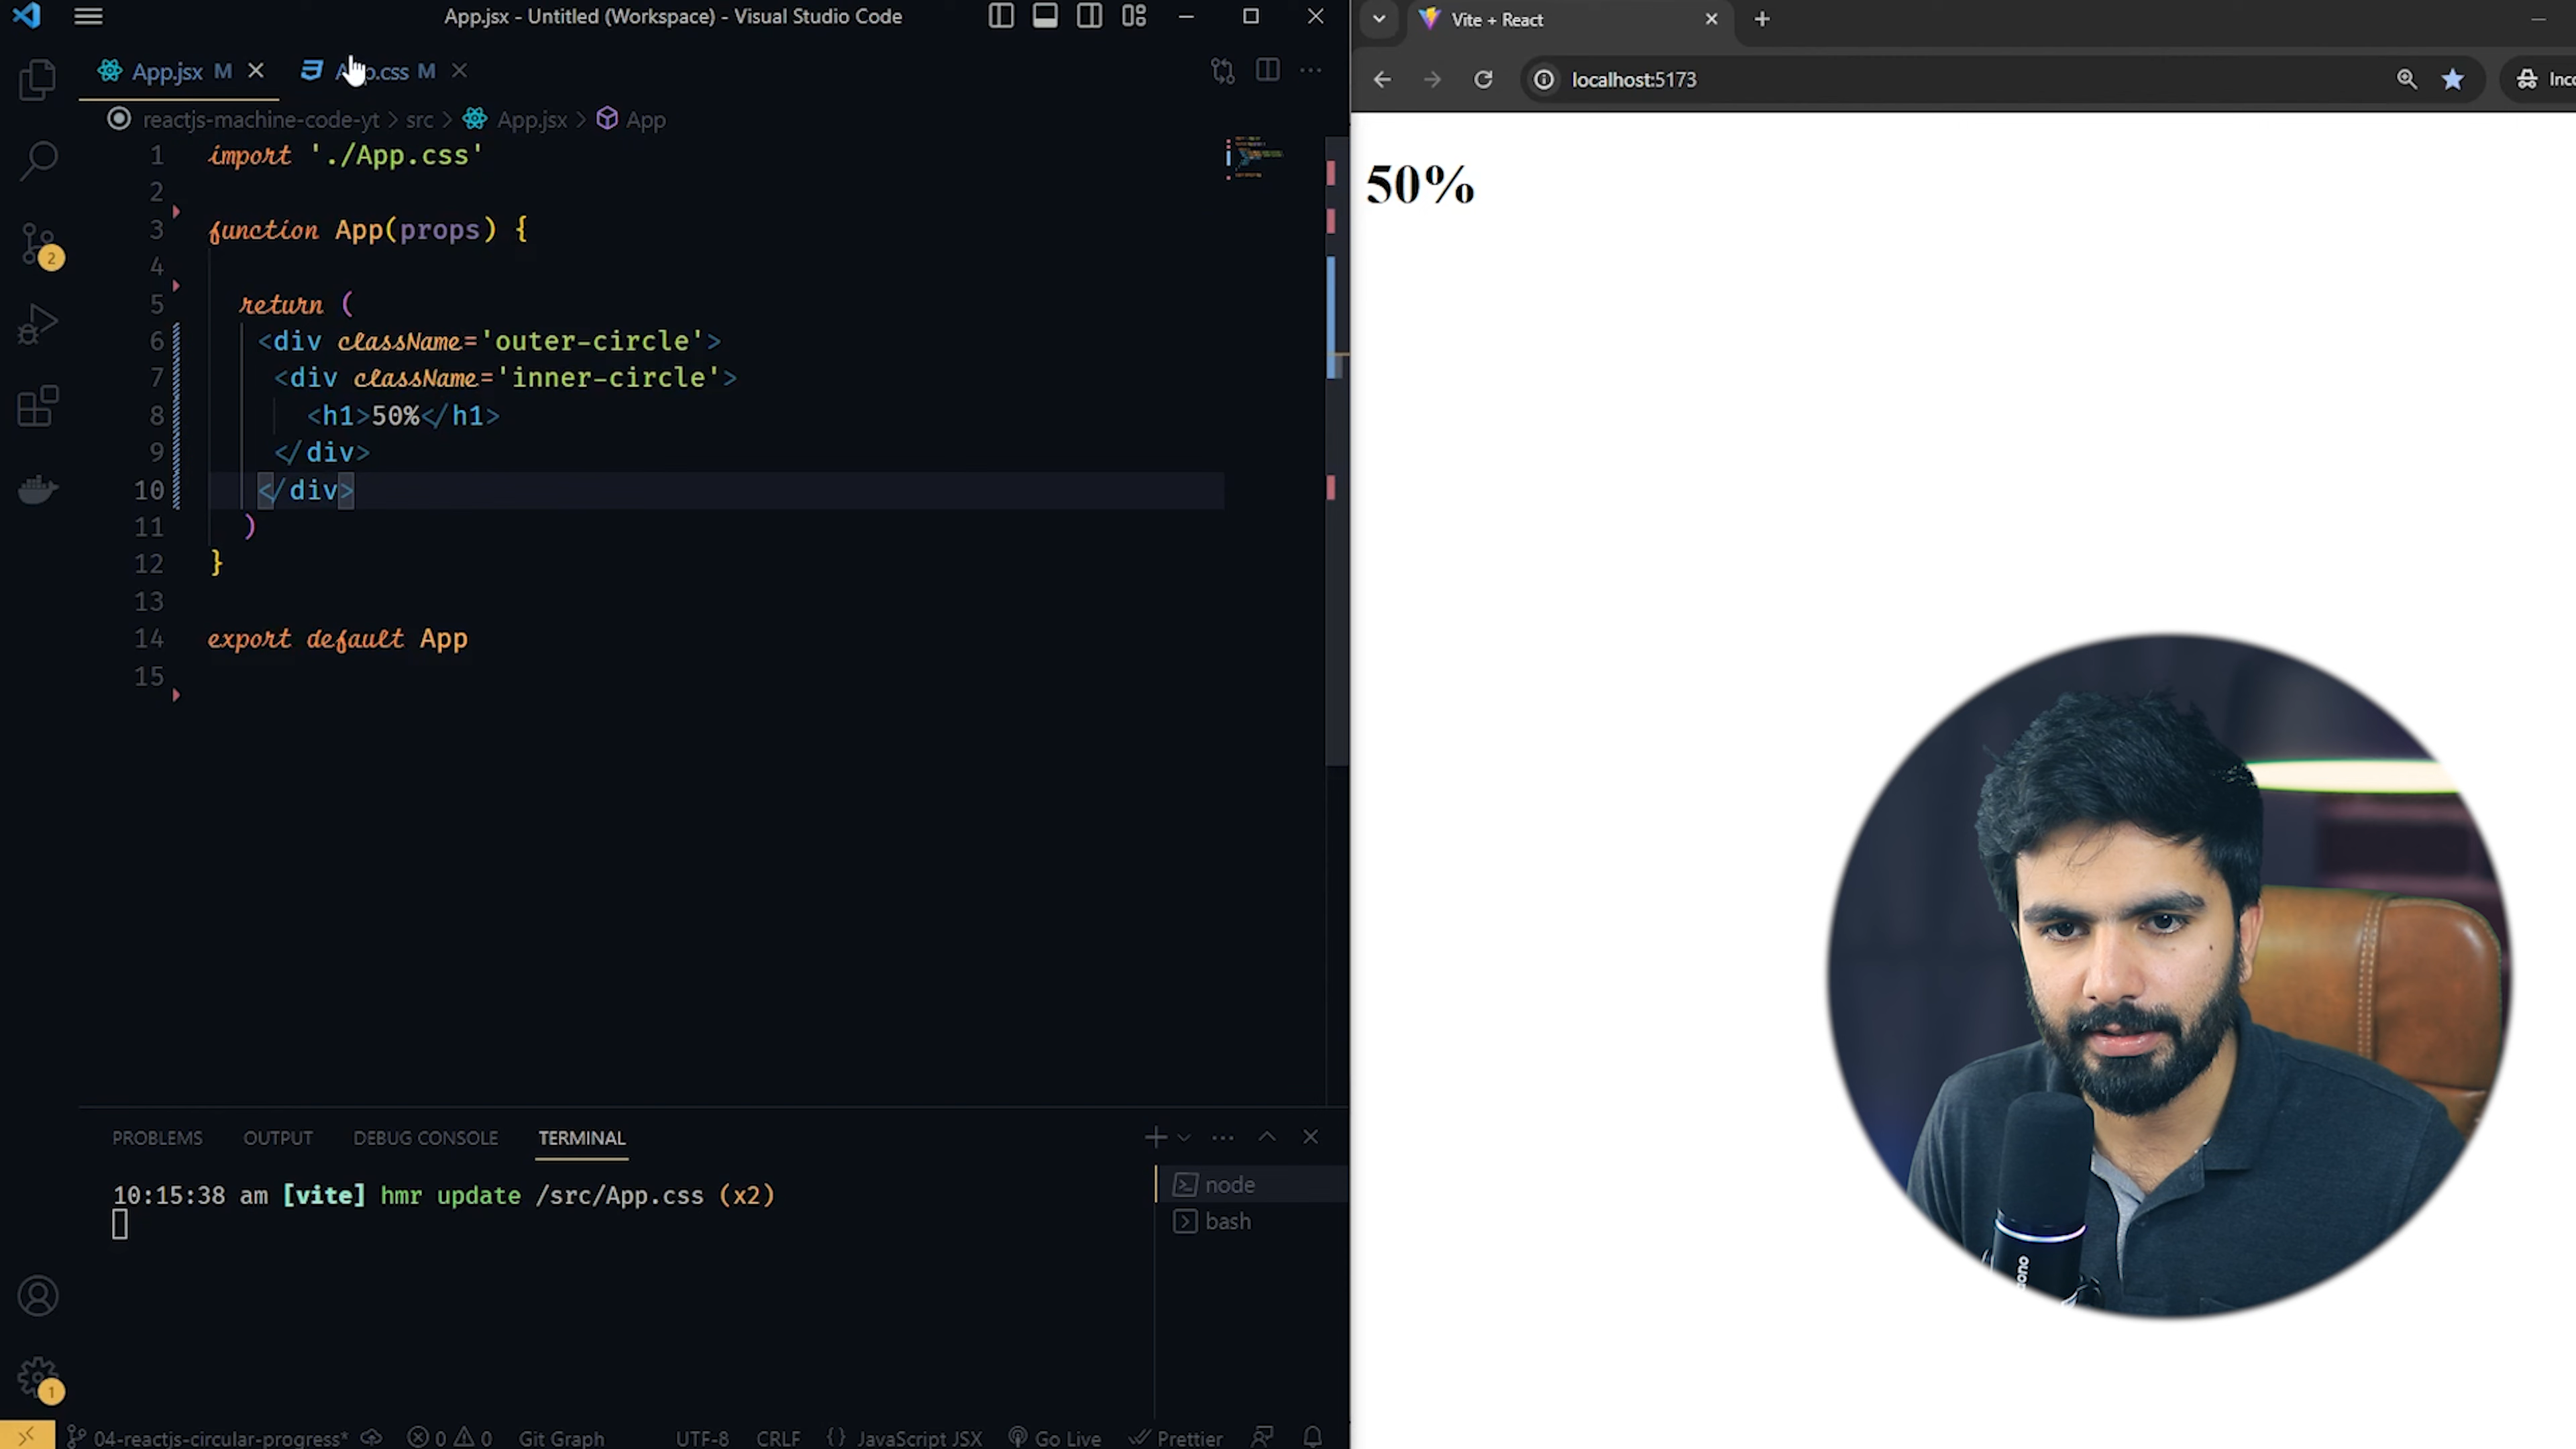 App.jsx - Untitled (Workspace) - Visual Studio Code
App.jsx M
App.css M
reactjs-machine-code-yt > src > App.jsx > App
1 import './App.css'
2
3 function App(props) {
4
5 return (
6 <div className='outer-circle'>
7 <div className='inner-circle'>
8 <h1>50%</h1>
9 </div>
10 </div>
11 )
12 }
13
14 export default App
15
2
PROBLEMS OUTPUT DEBUG CONSOLE TERMINAL
10:15:38 am [vite] hmr update /src/App.css (x2)
node
bash
1
04-reactjs-circular-progress* 0 0 Git Graph UTF-8 CRLF {} JavaScript JSX Go Live Prettier
Vite + React
localhost:5173
50%